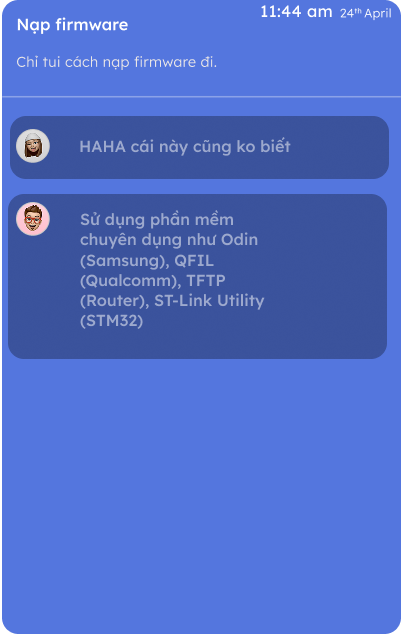 11:44 am 24th April
Nạp firmware
Chỉ tui cách nạp firmware đi.
HAHA cái này cũng ko biết
Sử dụng phần mềm
chuyên dụng như Odin
(Samsung), QFIL
(Qualcomm), TFTP
(Router), ST-Link Utility
(STM32)